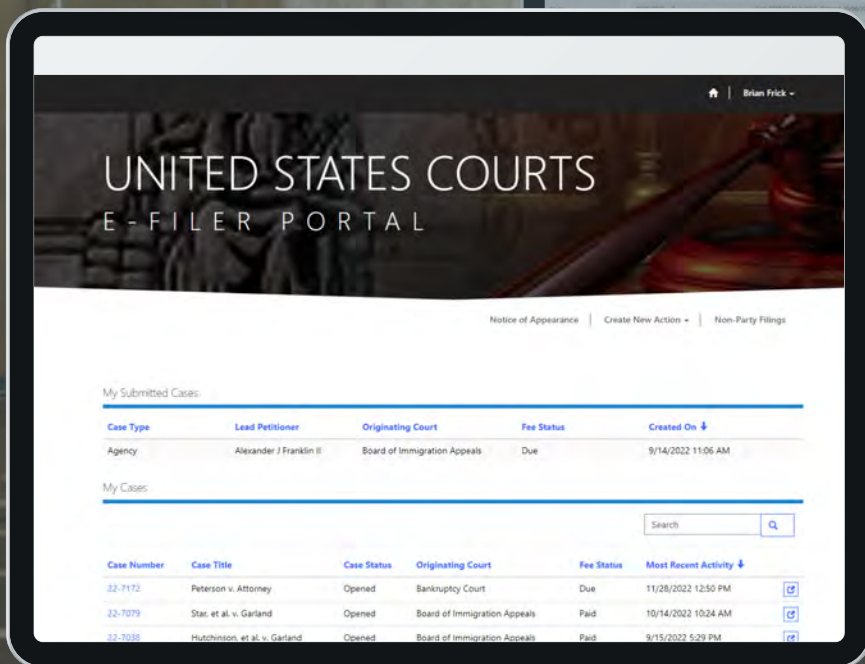 Brian Frick
UNITED STATES COURTS
E-FILER PORTAL
Notice of Appearance | Create New Action | Non-Party Filings
My Submitted Cases
Case Type Lead Petitioner Originating Court Fee Status Created On
Agency Alexander J Franklin II Board of Immigration Appeals Due 9/14/2022 11:06 AM
My Cases
Search
Case Number Case Title Case Status Originating Court Fee Status Most Recent Activity
22-7172 Peterson v. Attorney Opened Bankruptcy Court Due 11/28/2022 12:50 PM
22-7079 Star, et al. v. Garland Opened Board of Immigration Appeals Paid 10/14/2022 10:24 AM
22-7038 Hutchinson, et al. v. Garland Opened Board of Immigration Appeals Paid 9/15/2022 5:29 PM